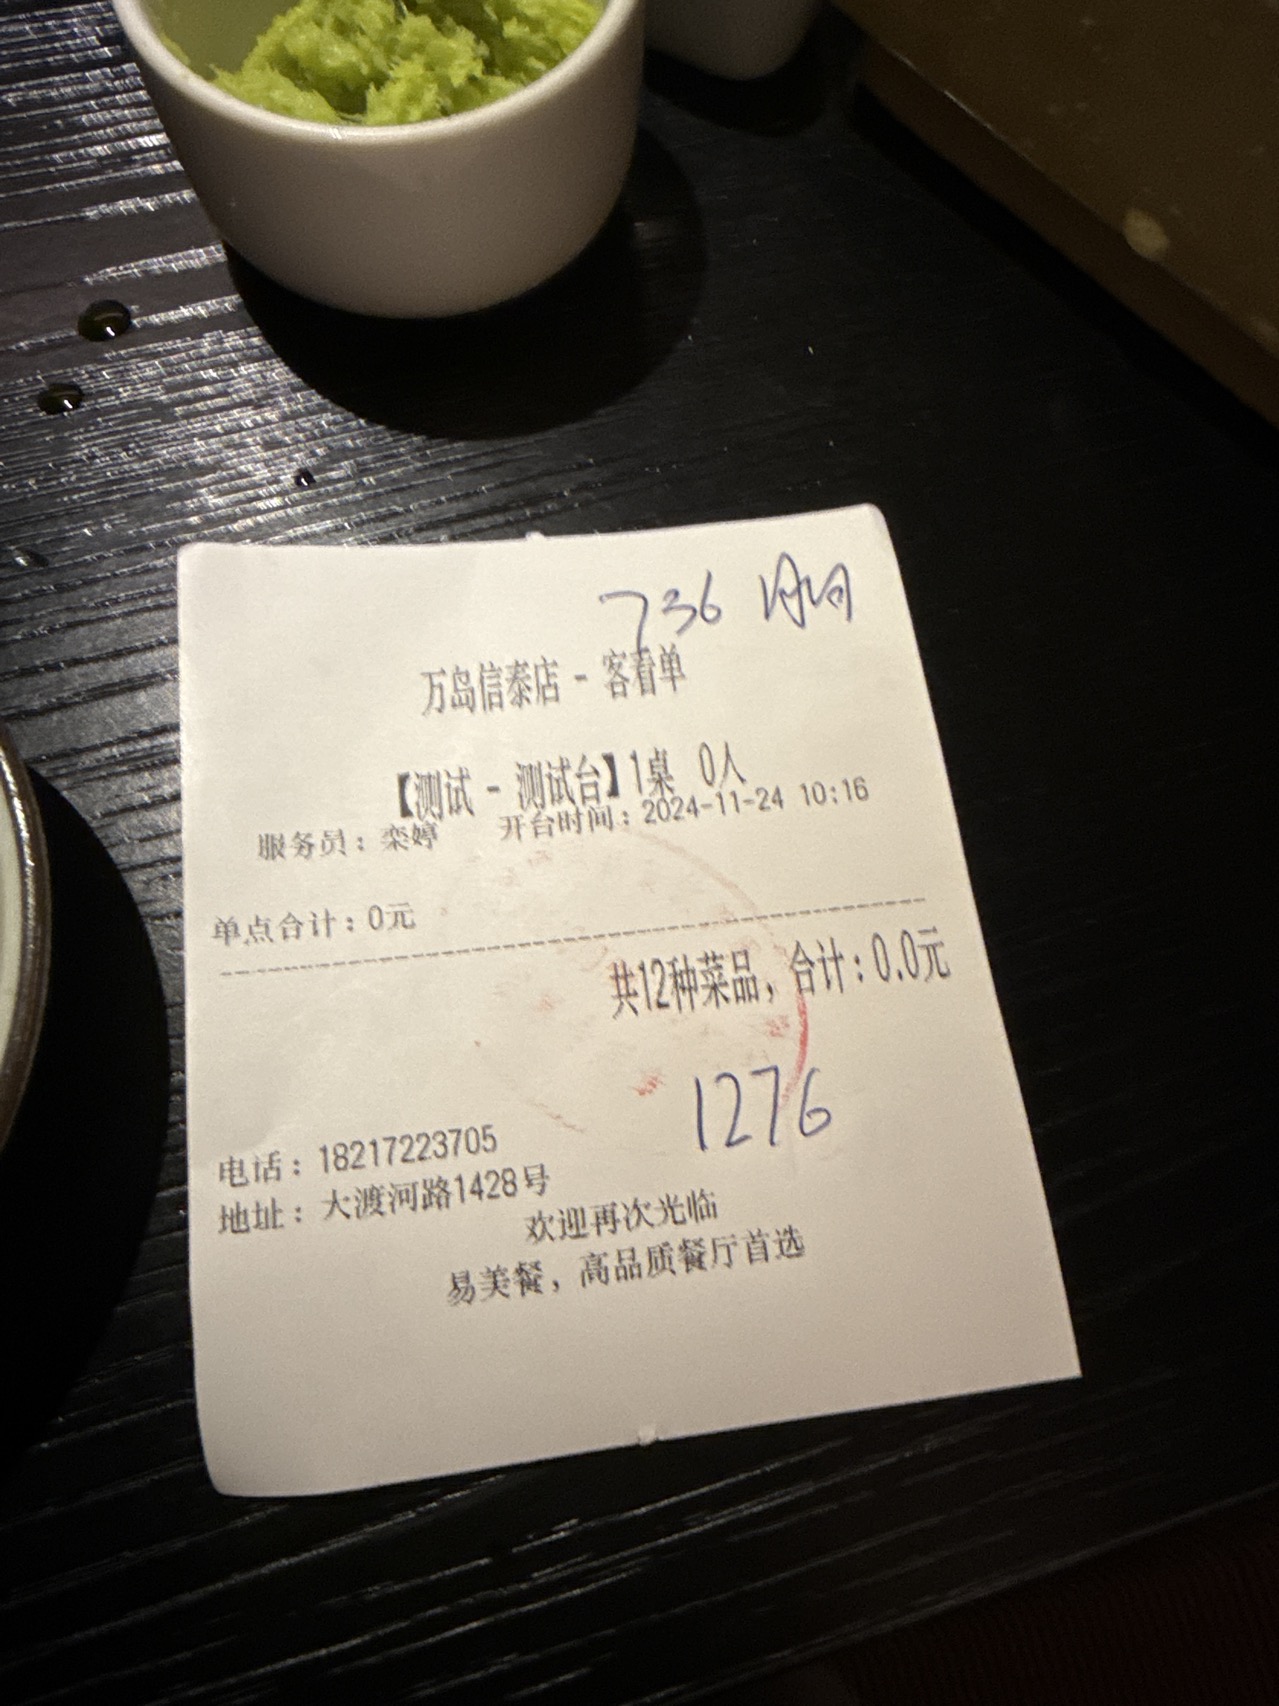 736
万岛信泰店 - 客看单
【测试 - 测试台】1桌 0人
服务员：栾婷 开台时间：2024-11-24 10:16
单点合计：0元
共12种菜品，合计：0.0元
1276
电话：18217223705
地址：大渡河路1428号
欢迎再次光临
易美餐，高品质餐厅首选